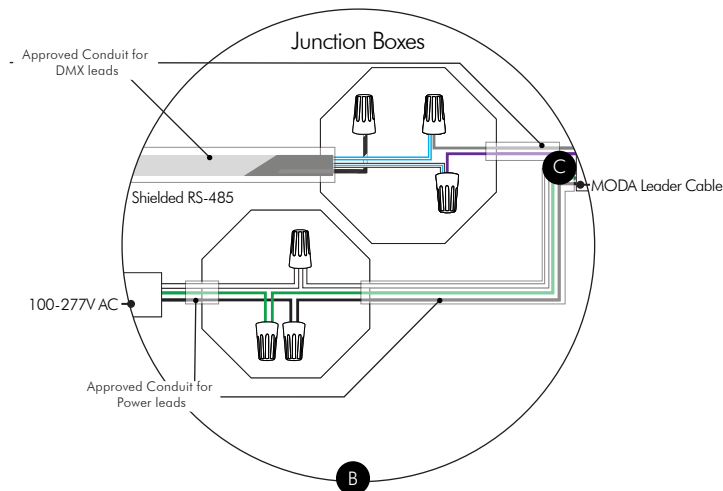 Junction Boxes
Approved Conduit for
DMX leads
C
MODA Leader Cable
Shielded RS-485
100-277V AC
Approved Conduit for
Power leads
B